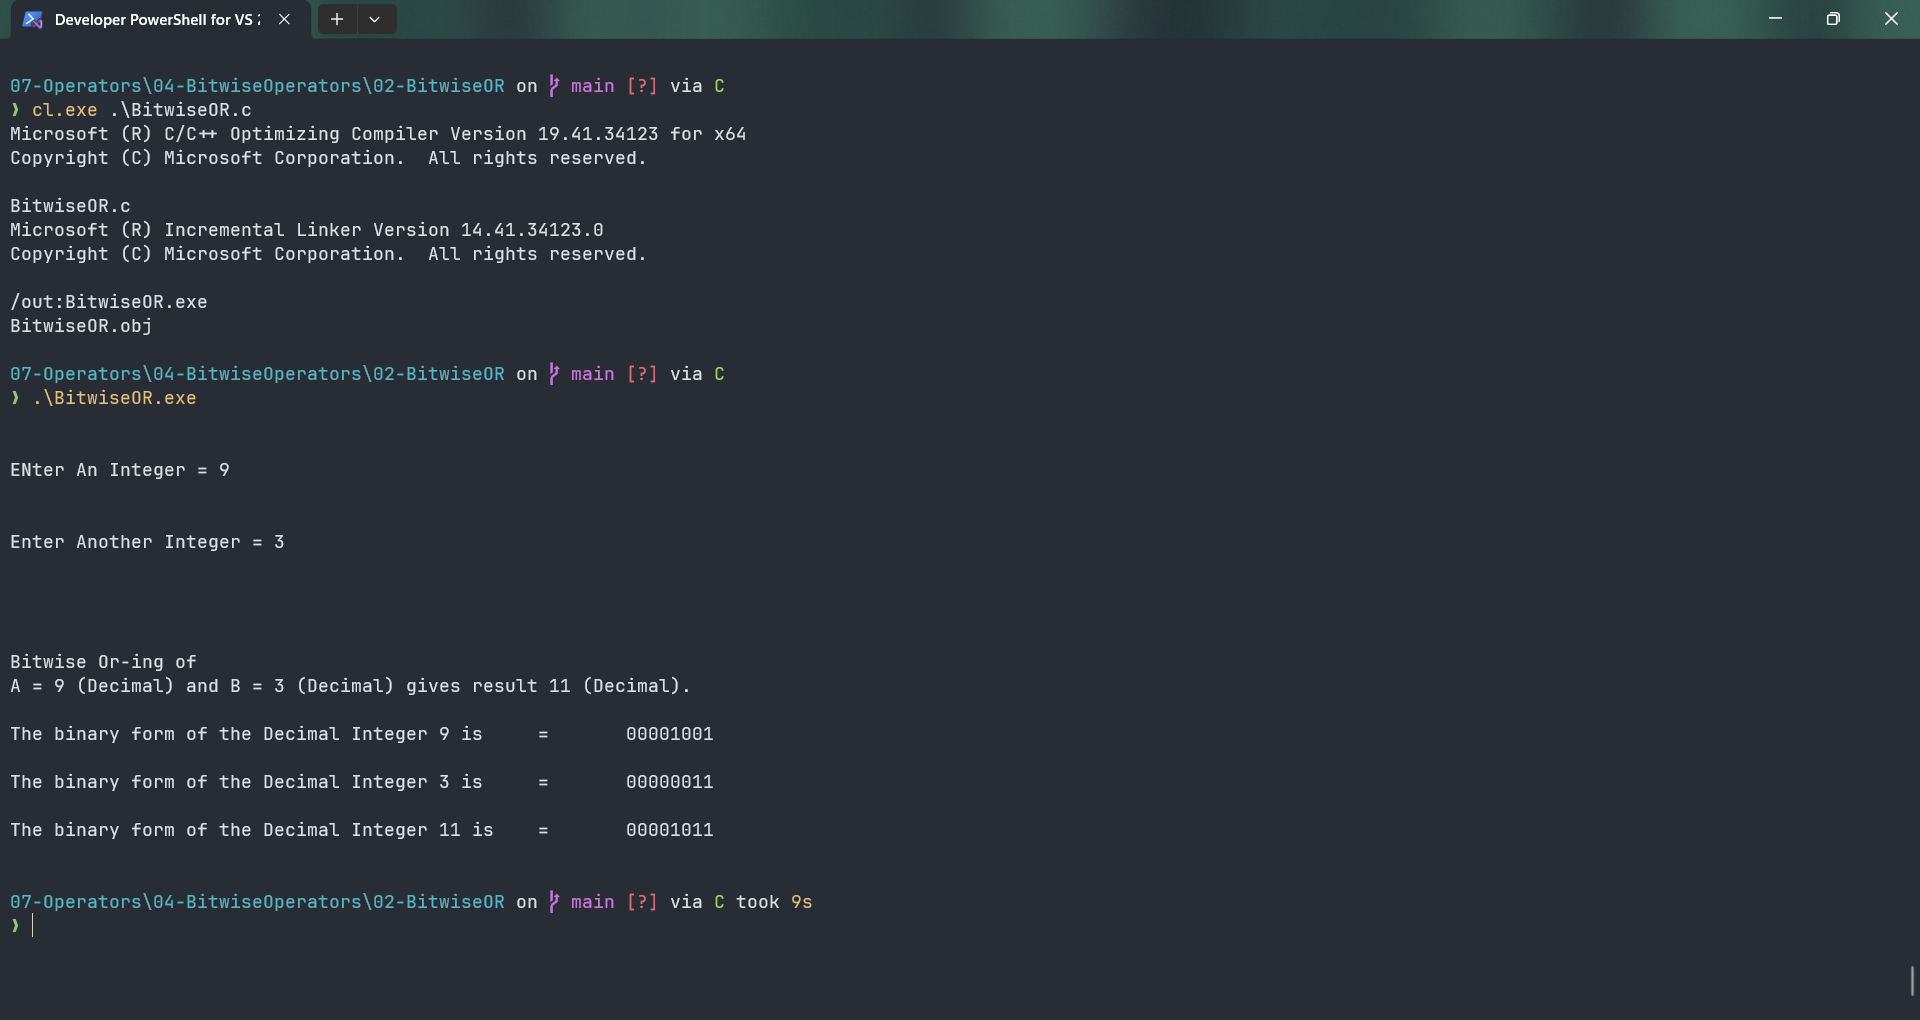 Developer PowerShell for VS
07-Operators\04-BitwiseOperators\02-BitwiseOR on main [?] via C
❯ cl.exe .\BitwiseOR.c
Microsoft (R) C/C++ Optimizing Compiler Version 19.41.34123 for x64
Copyright (C) Microsoft Corporation.  All rights reserved.
BitwiseOR.c
Microsoft (R) Incremental Linker Version 14.41.34123.0
Copyright (C) Microsoft Corporation.  All rights reserved.
/out:BitwiseOR.exe
BitwiseOR.obj
07-Operators\04-BitwiseOperators\02-BitwiseOR on main [?] via C
❯ .\BitwiseOR.exe
ENter An Integer = 9
Enter Another Integer = 3
Bitwise Or-ing of
A = 9 (Decimal) and B = 3 (Decimal) gives result 11 (Decimal).
The binary form of the Decimal Integer 9 is     =       00001001
The binary form of the Decimal Integer 3 is     =       00000011
The binary form of the Decimal Integer 11 is    =       00001011
07-Operators\04-BitwiseOperators\02-BitwiseOR on main [?] via C took 9s
❯